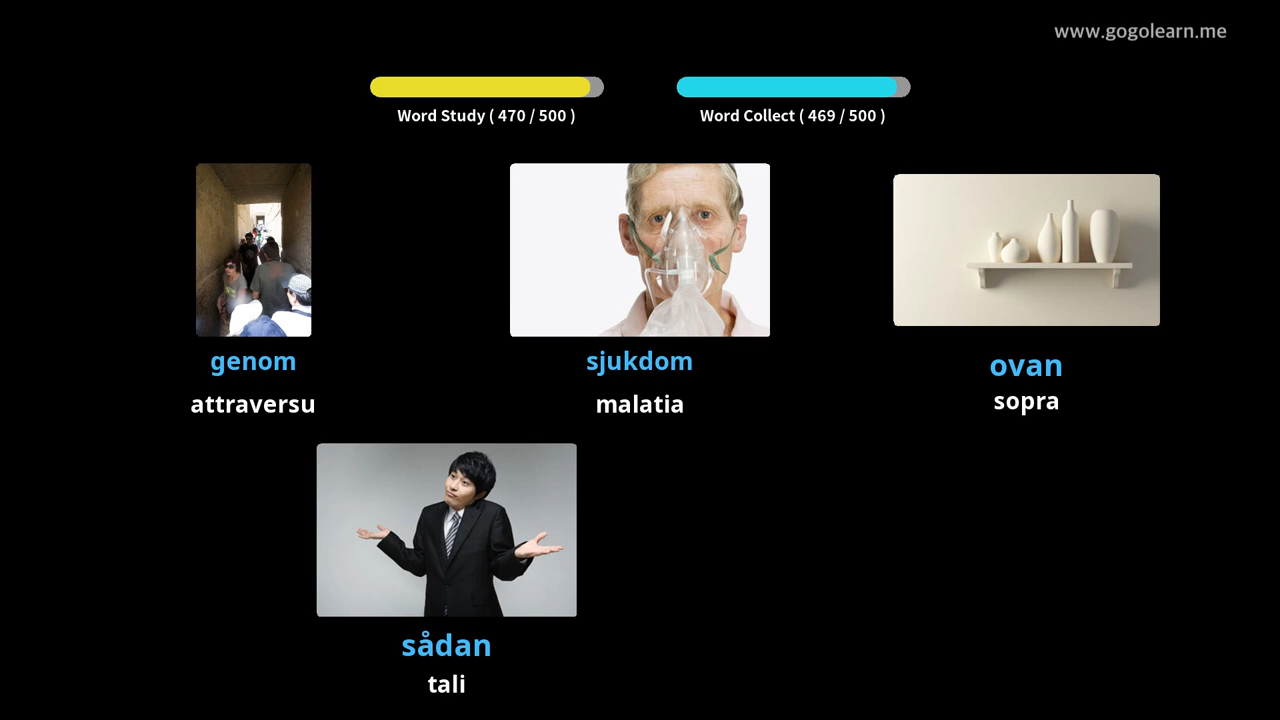 www.gogolearn.me
Word Study ( 470 / 500 )
Word Collect ( 469 / 500 )
genom
attraversu
sjukdom
malatia
ovan
sopra
sådan
tali